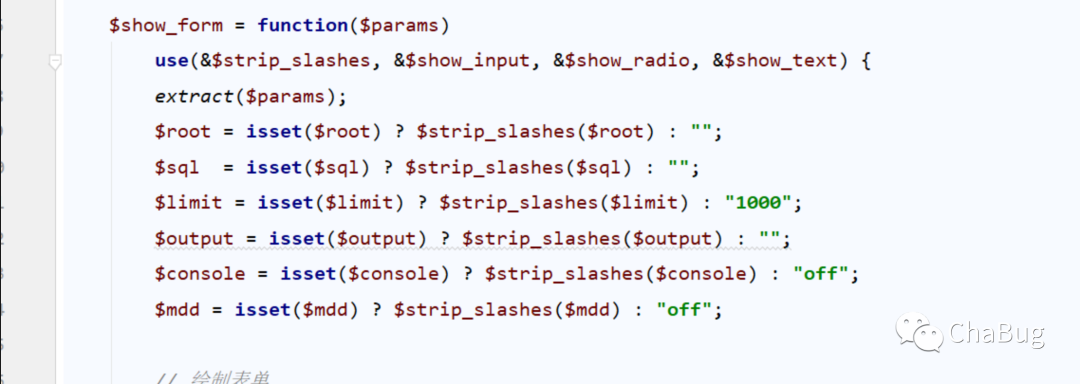 $show_form = function($params)
use(&$strip_slashes, &$show_input, &$show_radio, &$show_text) {
extract($params);
$root = isset($root) ? $strip_slashes($root) : "";
$sql  = isset($sql) ? $strip_slashes($sql) : "";
$limit = isset($limit) ? $strip_slashes($limit) : "1000";
$output = isset($output) ? $strip_slashes($output) : "";
$console = isset($console) ? $strip_slashes($console) : "off";
$mdd = isset($mdd) ? $strip_slashes($mdd) : "off";
ChaBug
// 绘制表单